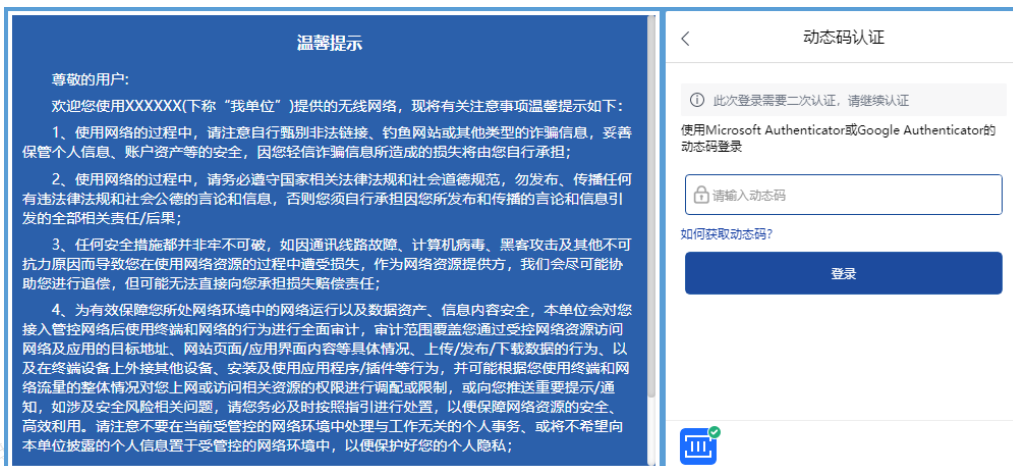 温馨提示
尊敬的用户:
欢迎您使用XXXXXX(下称“我单位”)提供的无线网络，现将有关注意事项温馨提示如下：
1、使用网络的过程中，请注意自行甄别非法链接、钓鱼网站或其他类型的诈骗信息，妥善
保管个人信息、账户资产等的安全，因您轻信诈骗信息所造成的损失将由您自行承担；
2、使用网络的过程中，请务必遵守国家相关法律法规和社会道德规范，勿发布、传播任何
有违法律法规和社会公德的言论和信息，否则您须自行承担因您所发布和传播的言论和信息引
发的全部相关责任/后果；
3、任何安全措施都并非牢不可破，如因通讯线路故障、计算机病毒、黑客攻击及其他不可
抗力原因而导致您在使用网络资源的过程中遭受损失，作为网络资源提供方，我们会尽可能协
助您进行追偿，但可能无法直接向您承担损失赔偿责任；
4、为有效保障您所处网络环境中的网络运行以及数据资产、信息内容安全，本单位会对您
接入管控网络后使用终端和网络的行为进行全面审计，审计范围覆盖您通过受控网络资源访问
网络及应用的目标地址、网站页面/应用界面内容等具体情况、上传/发布/下载数据的行为、以
及在终端设备上外接其他设备、安装及使用应用程序/插件等行为，并可能根据您使用终端和网
络流量的整体情况对您上网或访问相关资源的权限进行调配或限制，或向您推送重要提示/通
知，如涉及安全风险相关问题，请您务必及时按照指引进行处置，以便保障网络资源的安全、
高效利用。请注意不要在当前受管控的网络环境中处理与工作无关的个人事务、或将不希望向
本单位披露的个人信息置于受管控的网络环境中，以便保护好您的个人隐私；
动态码认证
此次登录需要二次认证，请继续认证
使用Microsoft Authenticator或Google Authenticator的
动态码登录
请输入动态码
如何获取动态码?
登录